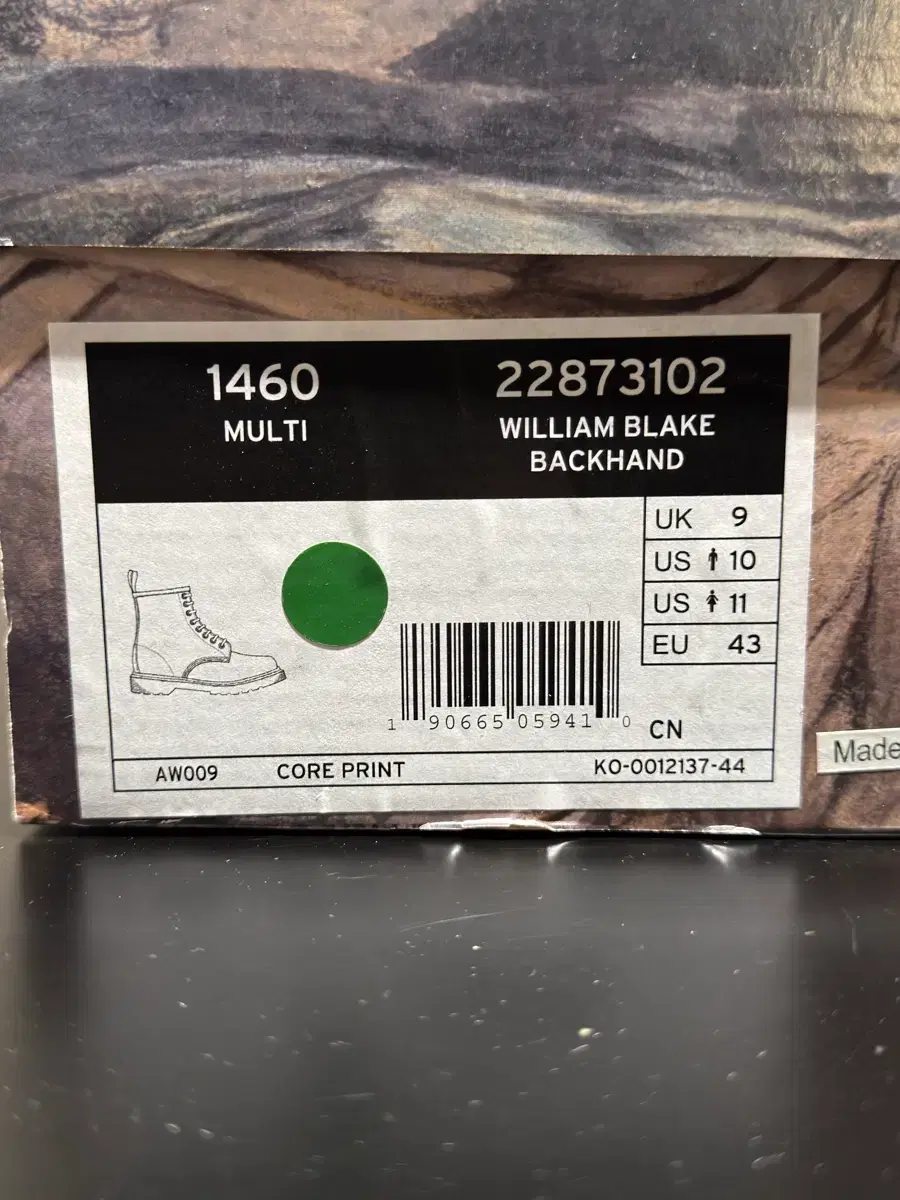 1460
MULTI
22873102
WILLIAM BLAKE
BACKHAND
UK 9
US 10
US 11
EU 43
1 90665 05941 0
CN
AW009 CORE PRINT KO-0012137-44
Made